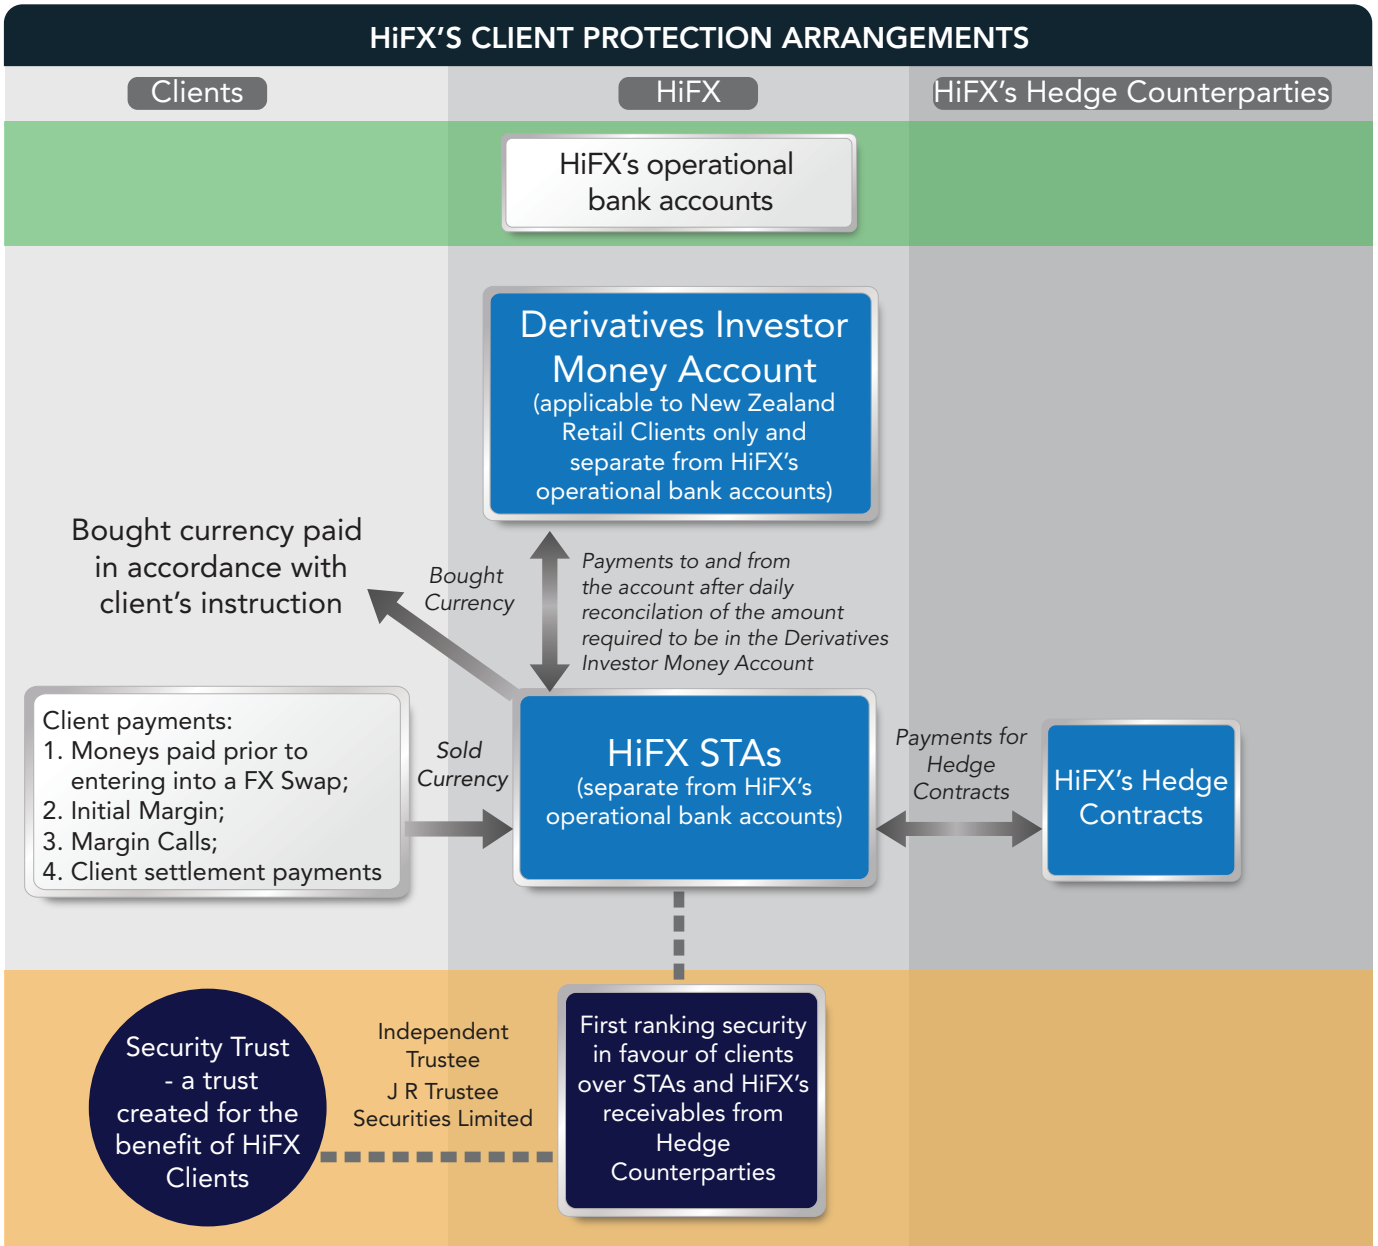 HiFX’S CLIENT PROTECTION ARRANGEMENTS
Clients
HiFX
HiFX’s Hedge Counterparties
HiFX’s operational
bank accounts
Derivatives Investor
Money Account
(applicable to New Zealand
Retail Clients only and
separate from HiFX’s
operational bank accounts)
Bought currency paid
in accordance with
client’s instruction
Bought
Currency
Payments to and from
the account after daily
reconcilation of the amount
required to be in the Derivatives
Investor Money Account
Client payments:
1. Moneys paid prior to
entering into a FX Swap;
2. Initial Margin;
3. Margin Calls;
4. Client settlement payments
Sold
Currency
HiFX STAs
(separate from HiFX’s
operational bank accounts)
Payments for
Hedge
Contracts
HiFX’s Hedge
Contracts
Security Trust
- a trust
created for the
benefit of HiFX
Clients
Independent
Trustee
J R Trustee
Securities Limited
First ranking security
in favour of clients
over STAs and HiFX’s
receivables from
Hedge
Counterparties